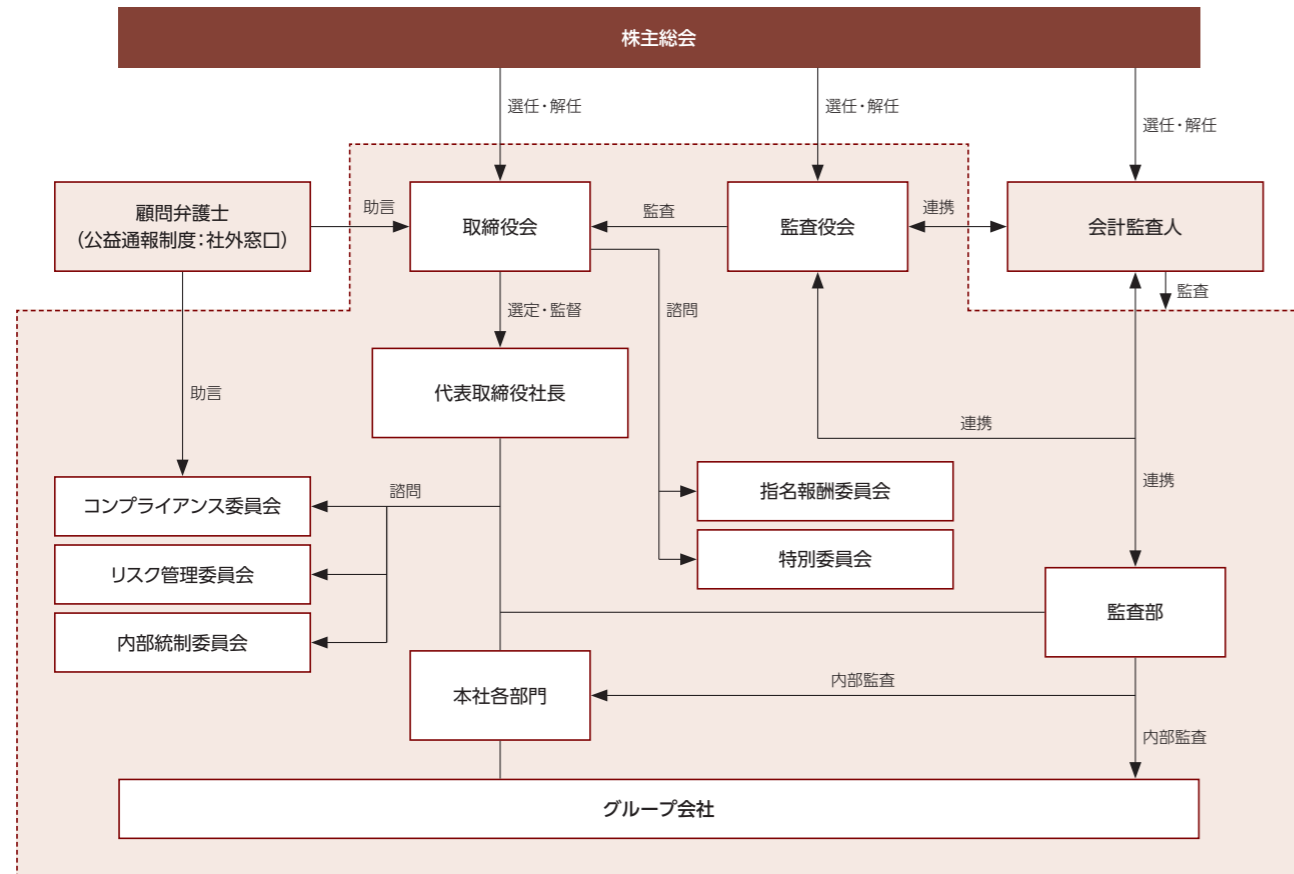 株主総会
選任・解任
選任・解任
選任・解任
顧問弁護士
（公益通報制度：社外窓口）
助言
取締役会
監査
監査役会
連携
会計監査人
監査
選定・監督
諮問
代表取締役社長
助言
連携
諮問
コンプライアンス委員会
指名報酬委員会
連携
リスク管理委員会
特別委員会
監査部
内部統制委員会
本社各部門
内部監査
内部監査
グループ会社